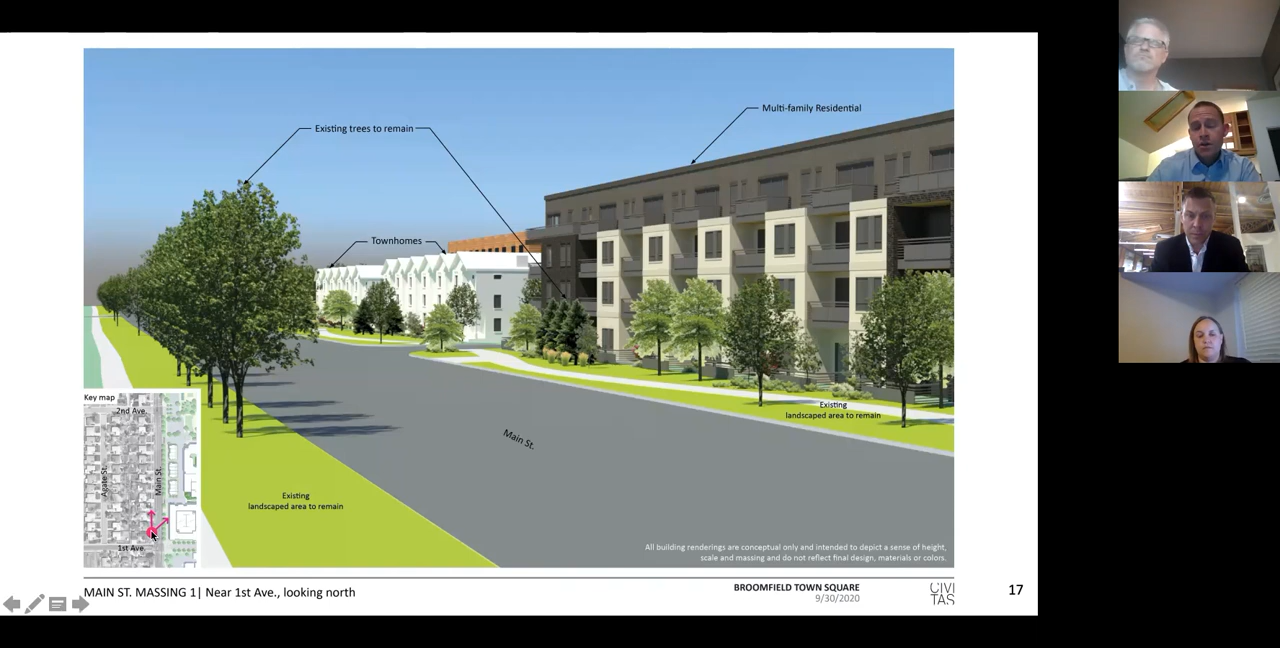 Multi-family Residential
Existing trees to remain
Townhomes
Existing
landscaped area to remain
Main St.
Key map
2nd Ave.
Agate St.
Main St.
1st Ave.
Existing
landscaped area to remain
All building renderings are conceptual only and intended to depict a sense of height,
scale and massing and do not reflect final design, materials or colors.
MAIN ST. MASSING 1| Near 1st Ave., looking north
BROOMFIELD TOWN SQUARE
9/30/2020
CIVI
TAS
17